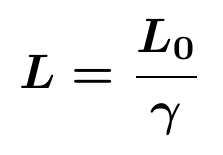 L = L₀ / γ